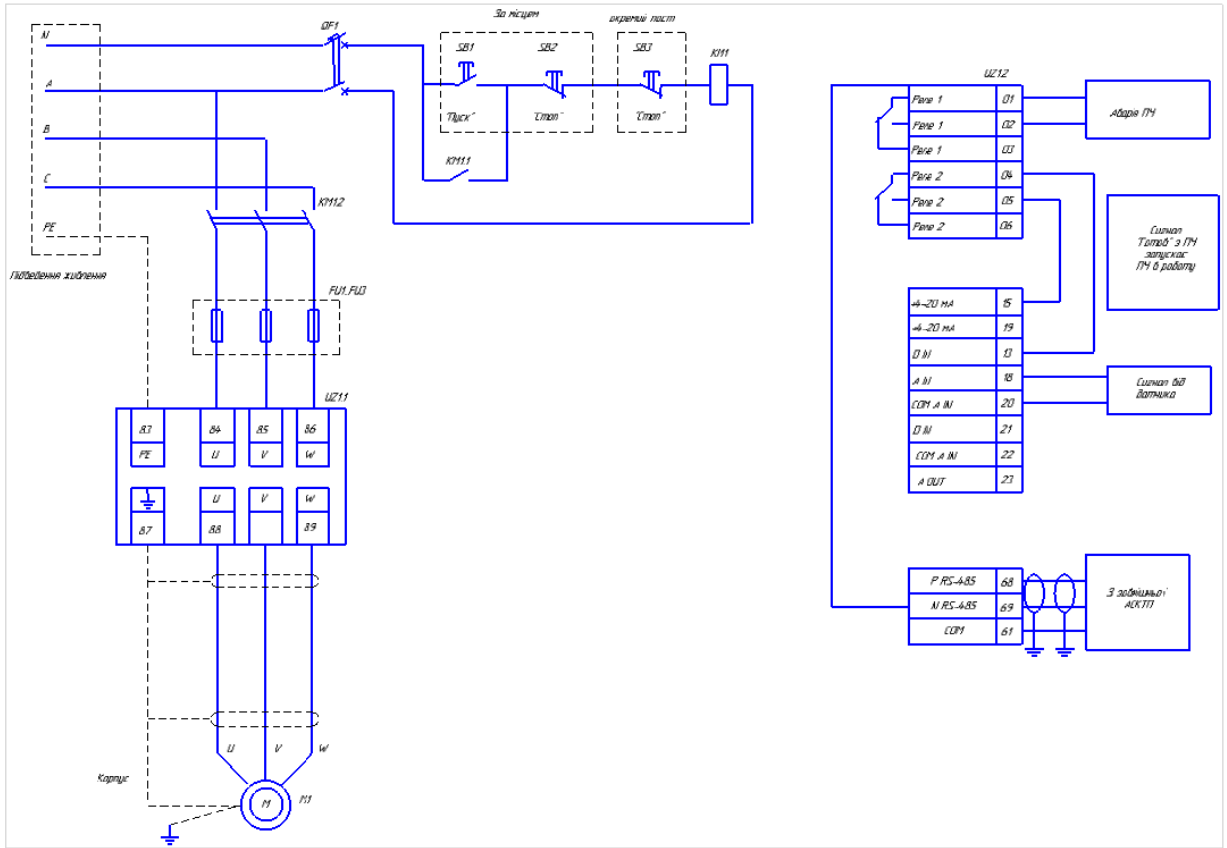 N
A
B
C
PE
Підведення живлення
QF1
За місцем
SB1
SB2
"Пуск"
"Стоп"
окремий пост
SB3
"Стоп"
KM1
KM1.1
KM1.2
FU1..FU3
UZ1.1
83
84
85
86
PE
U
V
W
U
V
W
87
88
89
U
V
W
Корпус
M
M1
UZ1.2
Реле 1
01
Реле 1
02
Реле 1
03
Реле 2
04
Реле 2
05
Реле 2
06
Аварія ПЧ
Сигнал
"Готов" з ПЧ
запускає
ПЧ в роботу
+4-20 мА
15
+4-20 мА
19
D IN
13
A IN
18
COM A IN
20
D IN
21
COM A IN
22
A OUT
23
Сигнал від
датчика
P RS-485
68
N RS-485
69
COM
61
З зовнішньої
АСКТП